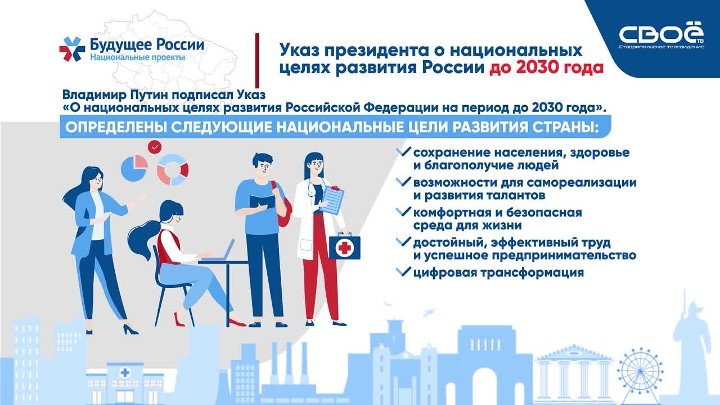 Будущее России
Национальные проекты
Указ президента о национальных
целях развития России до 2030 года
СВОЁ ТВ
Ставропольское телевидение
Владимир Путин подписал Указ
«О национальных целях развития Российской Федерации на период до 2030 года».
ОПРЕДЕЛЕНЫ СЛЕДУЮЩИЕ НАЦИОНАЛЬНЫЕ ЦЕЛИ РАЗВИТИЯ СТРАНЫ:
сохранение населения, здоровье
и благополучие людей
возможности для самореализации
и развития талантов
комфортная и безопасная
среда для жизни
достойный, эффективный труд
и успешное предпринимательство
цифровая трансформация